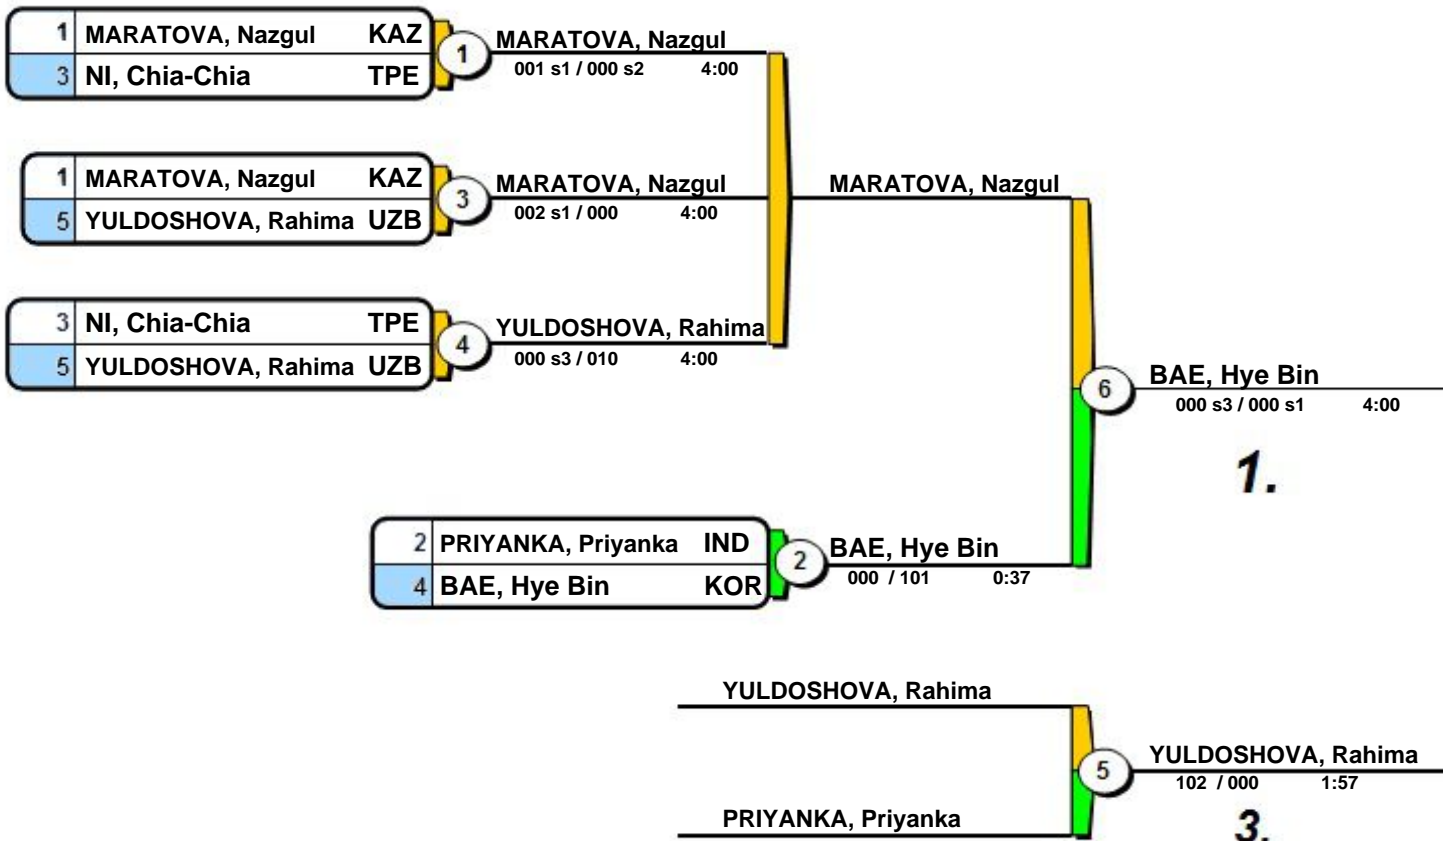 1 MARATOVA, Nazgul KAZ
3 NI, Chia-Chia TPE
1
MARATOVA, Nazgul
001 s1 / 000 s2 4:00
1 MARATOVA, Nazgul KAZ
5 YULDOSHOVA, Rahima UZB
3
MARATOVA, Nazgul
002 s1 / 000 4:00
MARATOVA, Nazgul
3 NI, Chia-Chia TPE
5 YULDOSHOVA, Rahima UZB
4
YULDOSHOVA, Rahima
000 s3 / 010 4:00
6
BAE, Hye Bin
000 s3 / 000 s1 4:00
1.
2 PRIYANKA, Priyanka IND
4 BAE, Hye Bin KOR
2
BAE, Hye Bin
000 / 101 0:37
YULDOSHOVA, Rahima
5
YULDOSHOVA, Rahima
102 / 000 1:57
PRIYANKA, Priyanka
3.